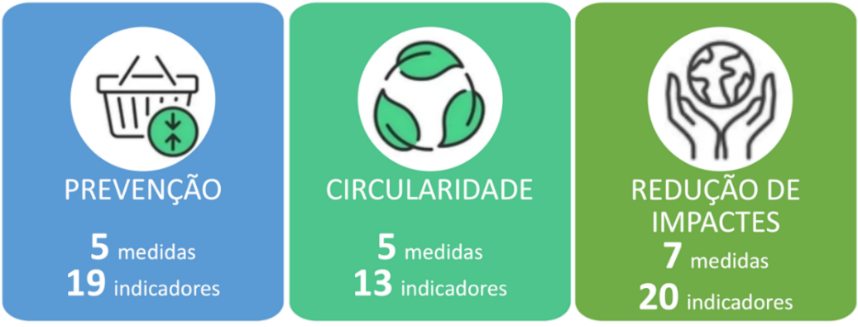 PREVENÇÃO
5 medidas
19 indicadores
CIRCULARIDADE
5 medidas
13 indicadores
REDUÇÃO DE
IMPACTES
7 medidas
20 indicadores